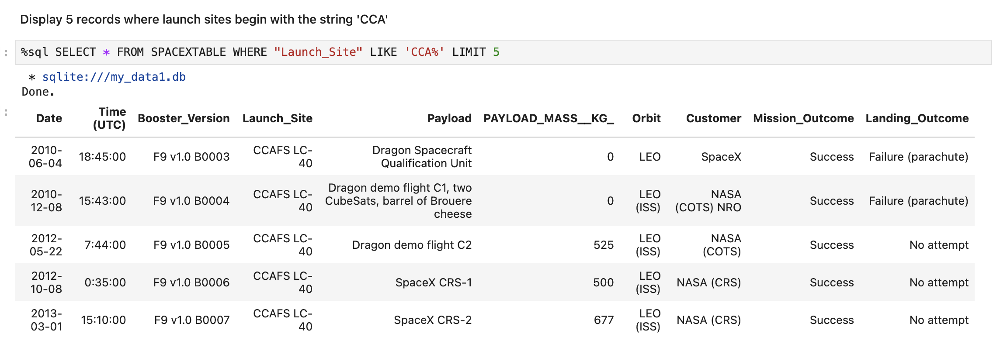 Display 5 records where launch sites begin with the string 'CCA'
: %sql SELECT * FROM SPACEXTABLE WHERE "Launch_Site" LIKE 'CCA%' LIMIT 5
* sqlite:///my_data1.db
Done.
:
Date Time (UTC) Booster_Version Launch_Site Payload PAYLOAD_MASS__KG_ Orbit Customer Mission_Outcome Landing_Outcome
2010-06-04 18:45:00 F9 v1.0 B0003 CCAFS LC-40 Dragon Spacecraft Qualification Unit 0 LEO SpaceX Success Failure (parachute)
2010-12-08 15:43:00 F9 v1.0 B0004 CCAFS LC-40 Dragon demo flight C1, two CubeSats, barrel of Brouere cheese 0 LEO (ISS) NASA (COTS) NRO Success Failure (parachute)
2012-05-22 7:44:00 F9 v1.0 B0005 CCAFS LC-40 Dragon demo flight C2 525 LEO (ISS) NASA (COTS) Success No attempt
2012-10-08 0:35:00 F9 v1.0 B0006 CCAFS LC-40 SpaceX CRS-1 500 LEO (ISS) NASA (CRS) Success No attempt
2013-03-01 15:10:00 F9 v1.0 B0007 CCAFS LC-40 SpaceX CRS-2 677 LEO (ISS) NASA (CRS) Success No attempt